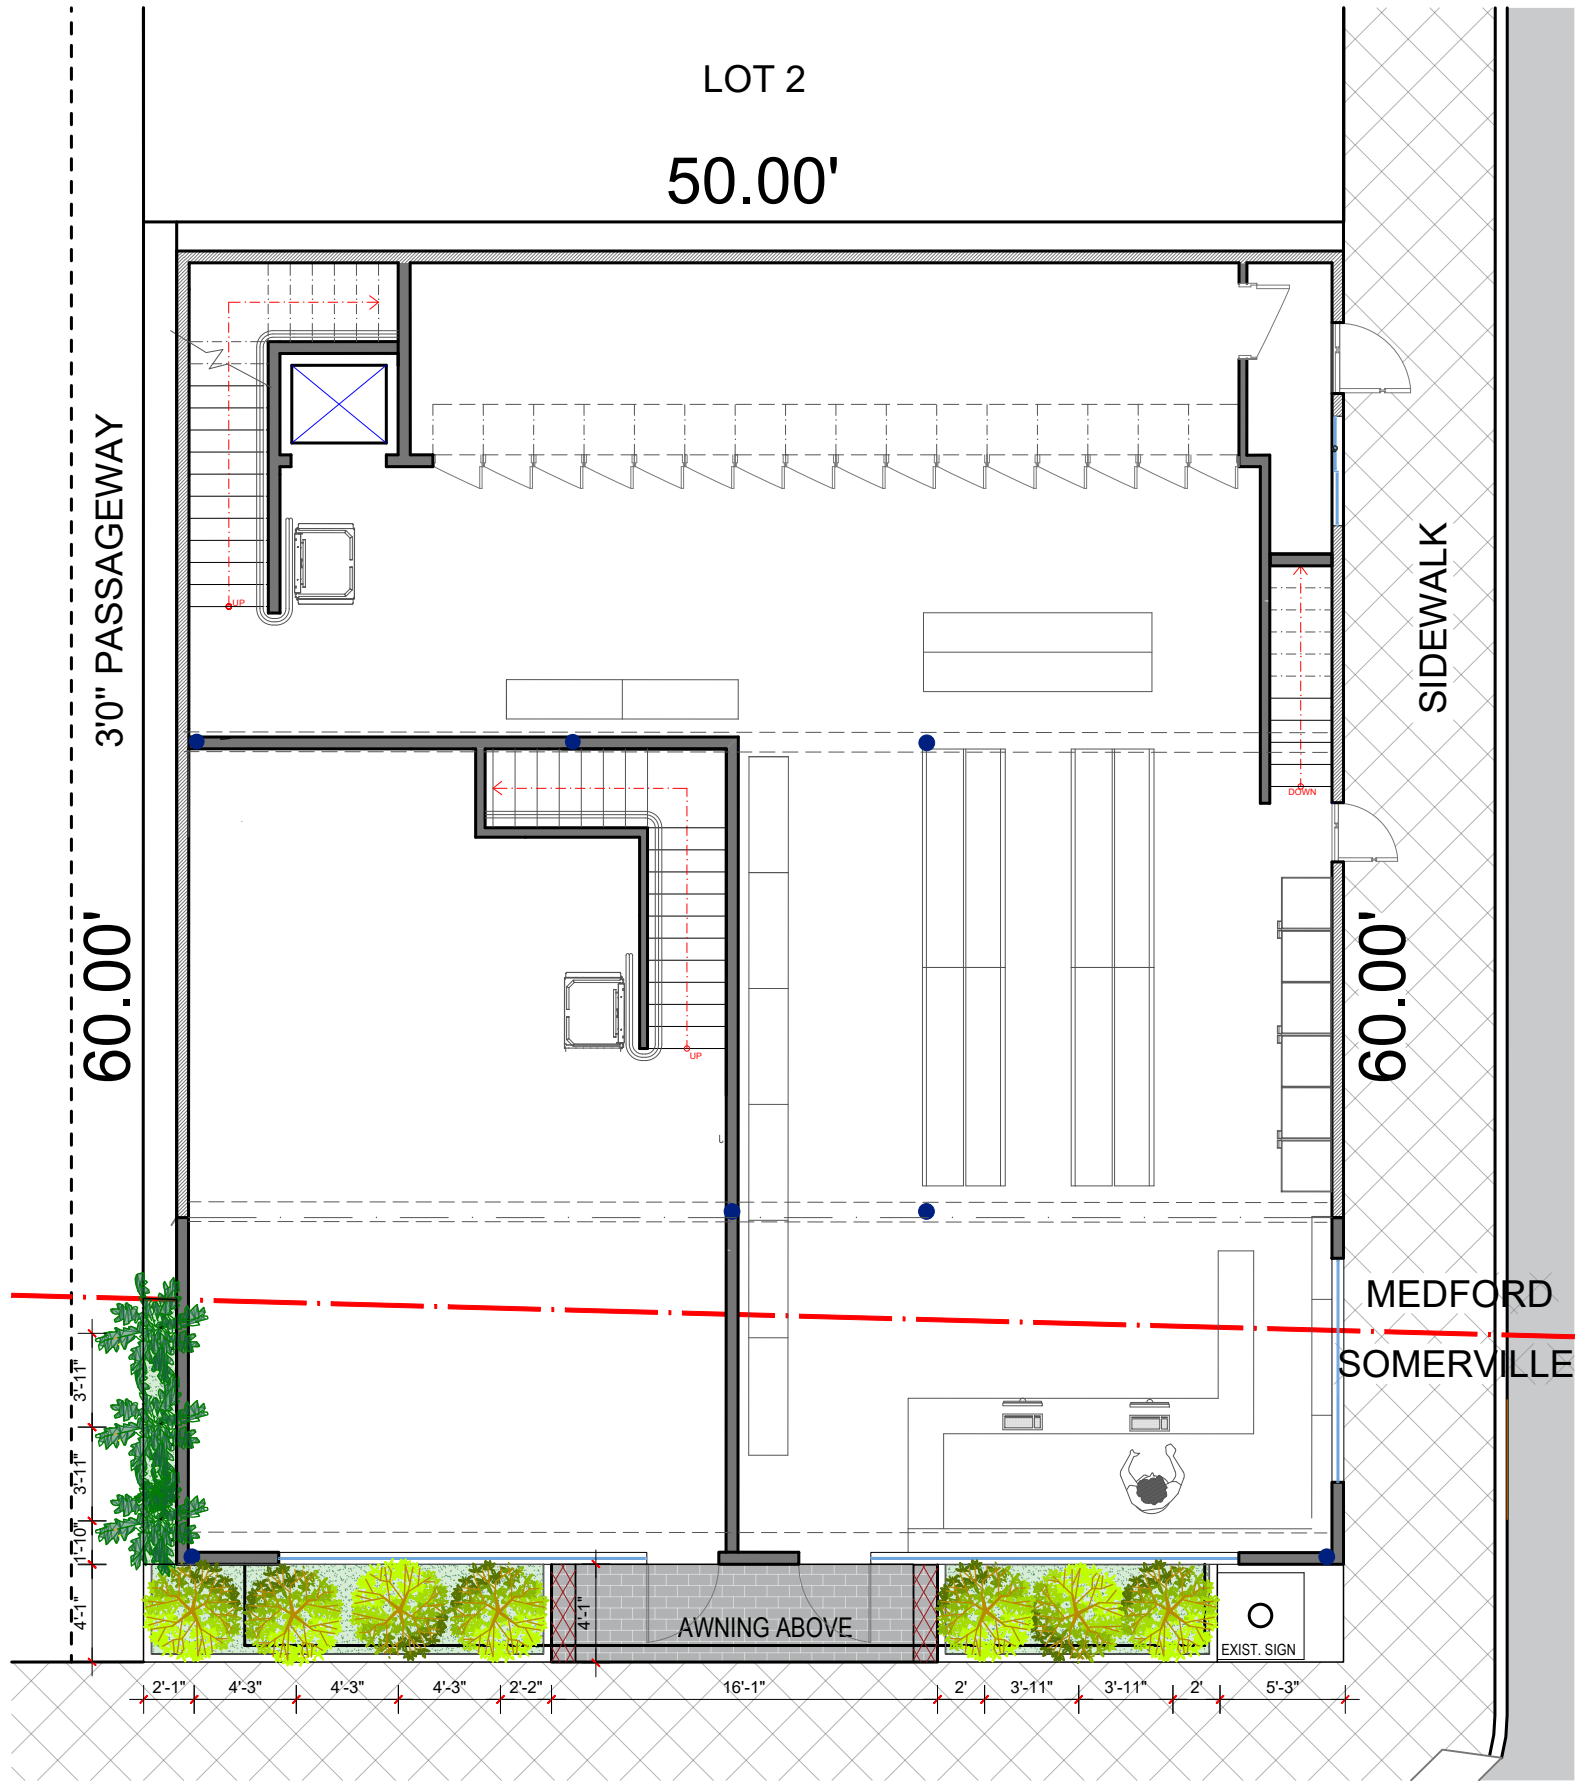 LOT 2
50.00'
3'0" PASSAGEWAY
SIDEWALK
UP
DOWN
60.00'
60.00'
UP
MEDFORD
SOMERVILLE
3'-11"
3'-11"
1'-10"
4'-1"
4'-1"
AWNING ABOVE
EXIST. SIGN
2'-1" 4'-3" 4'-3" 4'-3" 2'-2" 16'-1" 2' 3'-11" 3'-11" 2' 5'-3"